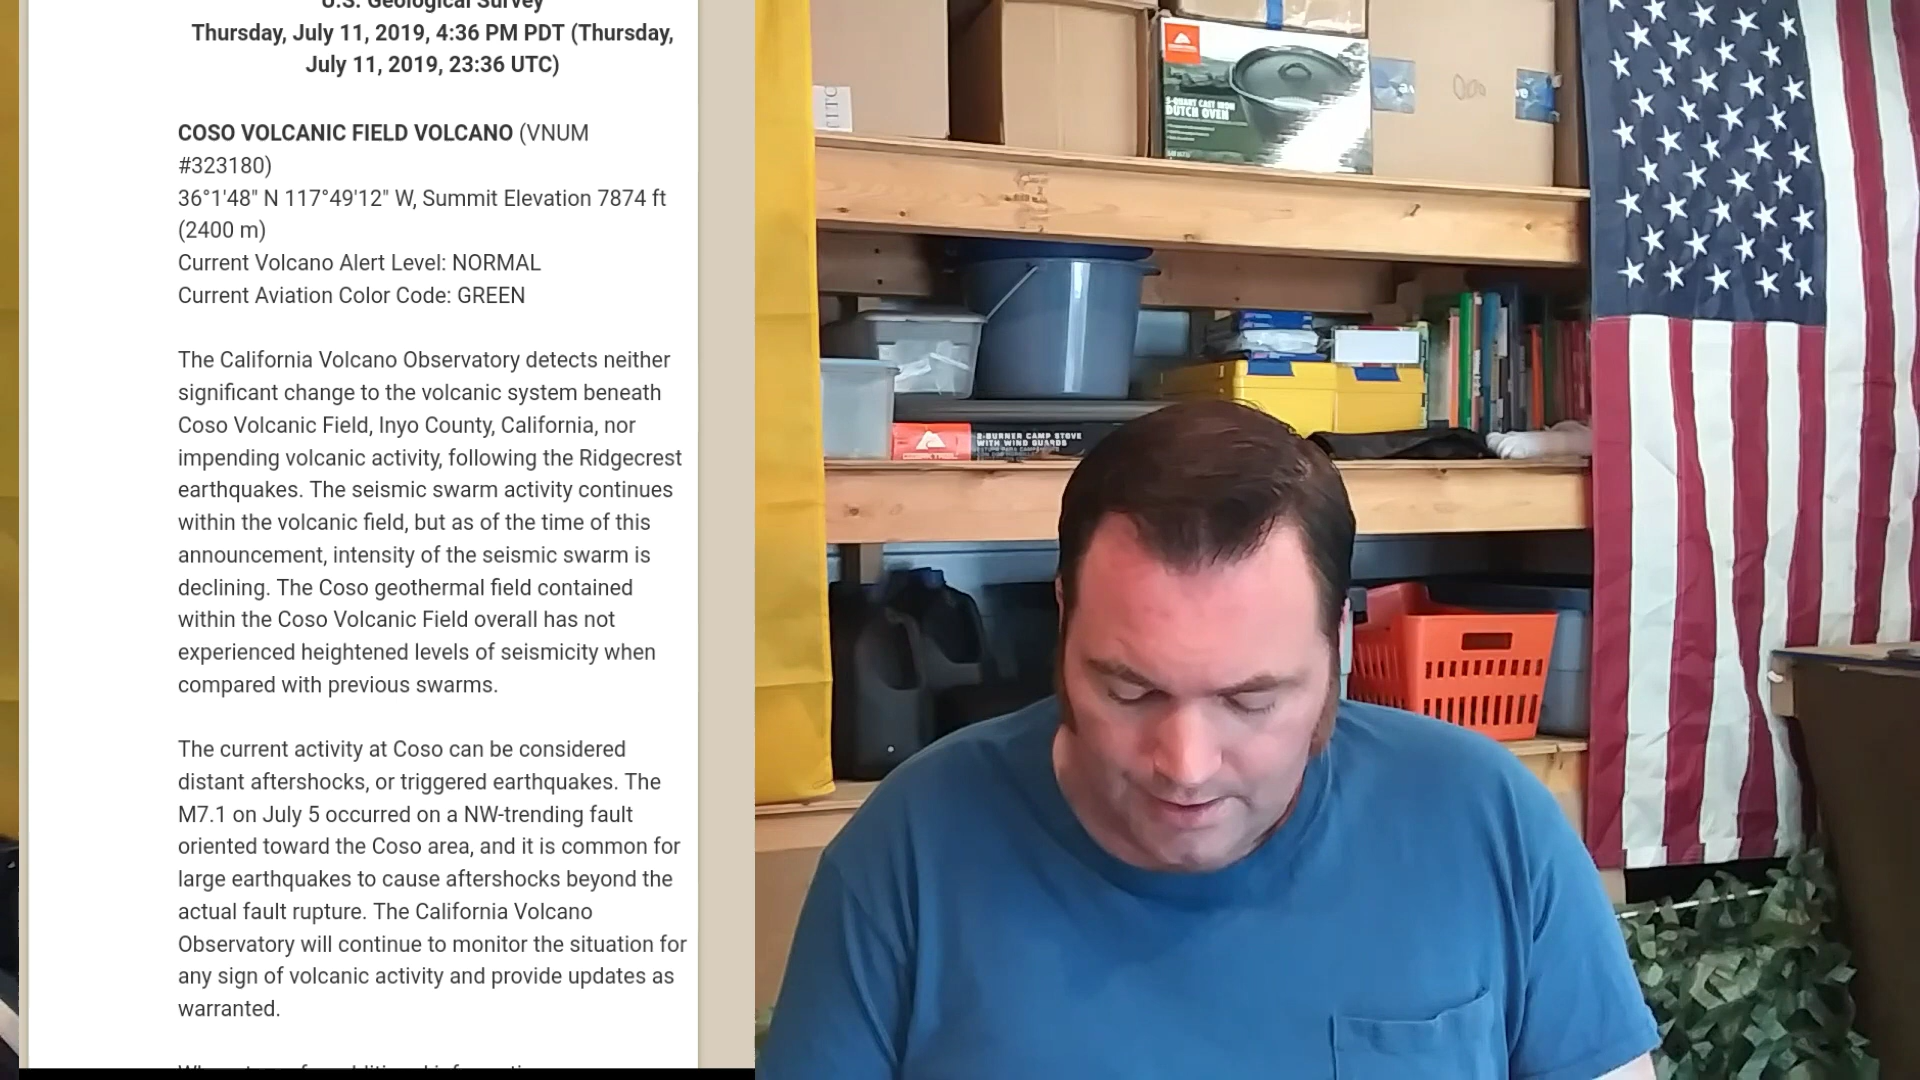 U.S. Geological Survey
Thursday, July 11, 2019, 4:36 PM PDT (Thursday,
July 11, 2019, 23:36 UTC)
COSO VOLCANIC FIELD VOLCANO (VNUM
#323180)
36°1'48" N 117°49'12" W, Summit Elevation 7874 ft
(2400 m)
Current Volcano Alert Level: NORMAL
Current Aviation Color Code: GREEN
The California Volcano Observatory detects neither
significant change to the volcanic system beneath
Coso Volcanic Field, Inyo County, California, nor
impending volcanic activity, following the Ridgecrest
earthquakes. The seismic swarm activity continues
within the volcanic field, but as of the time of this
announcement, intensity of the seismic swarm is
declining. The Coso geothermal field contained
within the Coso Volcanic Field overall has not
experienced heightened levels of seismicity when
compared with previous swarms.
The current activity at Coso can be considered
distant aftershocks, or triggered earthquakes. The
M7.1 on July 5 occurred on a NW-trending fault
oriented toward the Coso area, and it is common for
large earthquakes to cause aftershocks beyond the
actual fault rupture. The California Volcano
Observatory will continue to monitor the situation for
any sign of volcanic activity and provide updates as
warranted.
5-QUART CAST IRON
DUTCH OVEN
2-BURNER CAMP STOVE
WITH WIND GUARDS